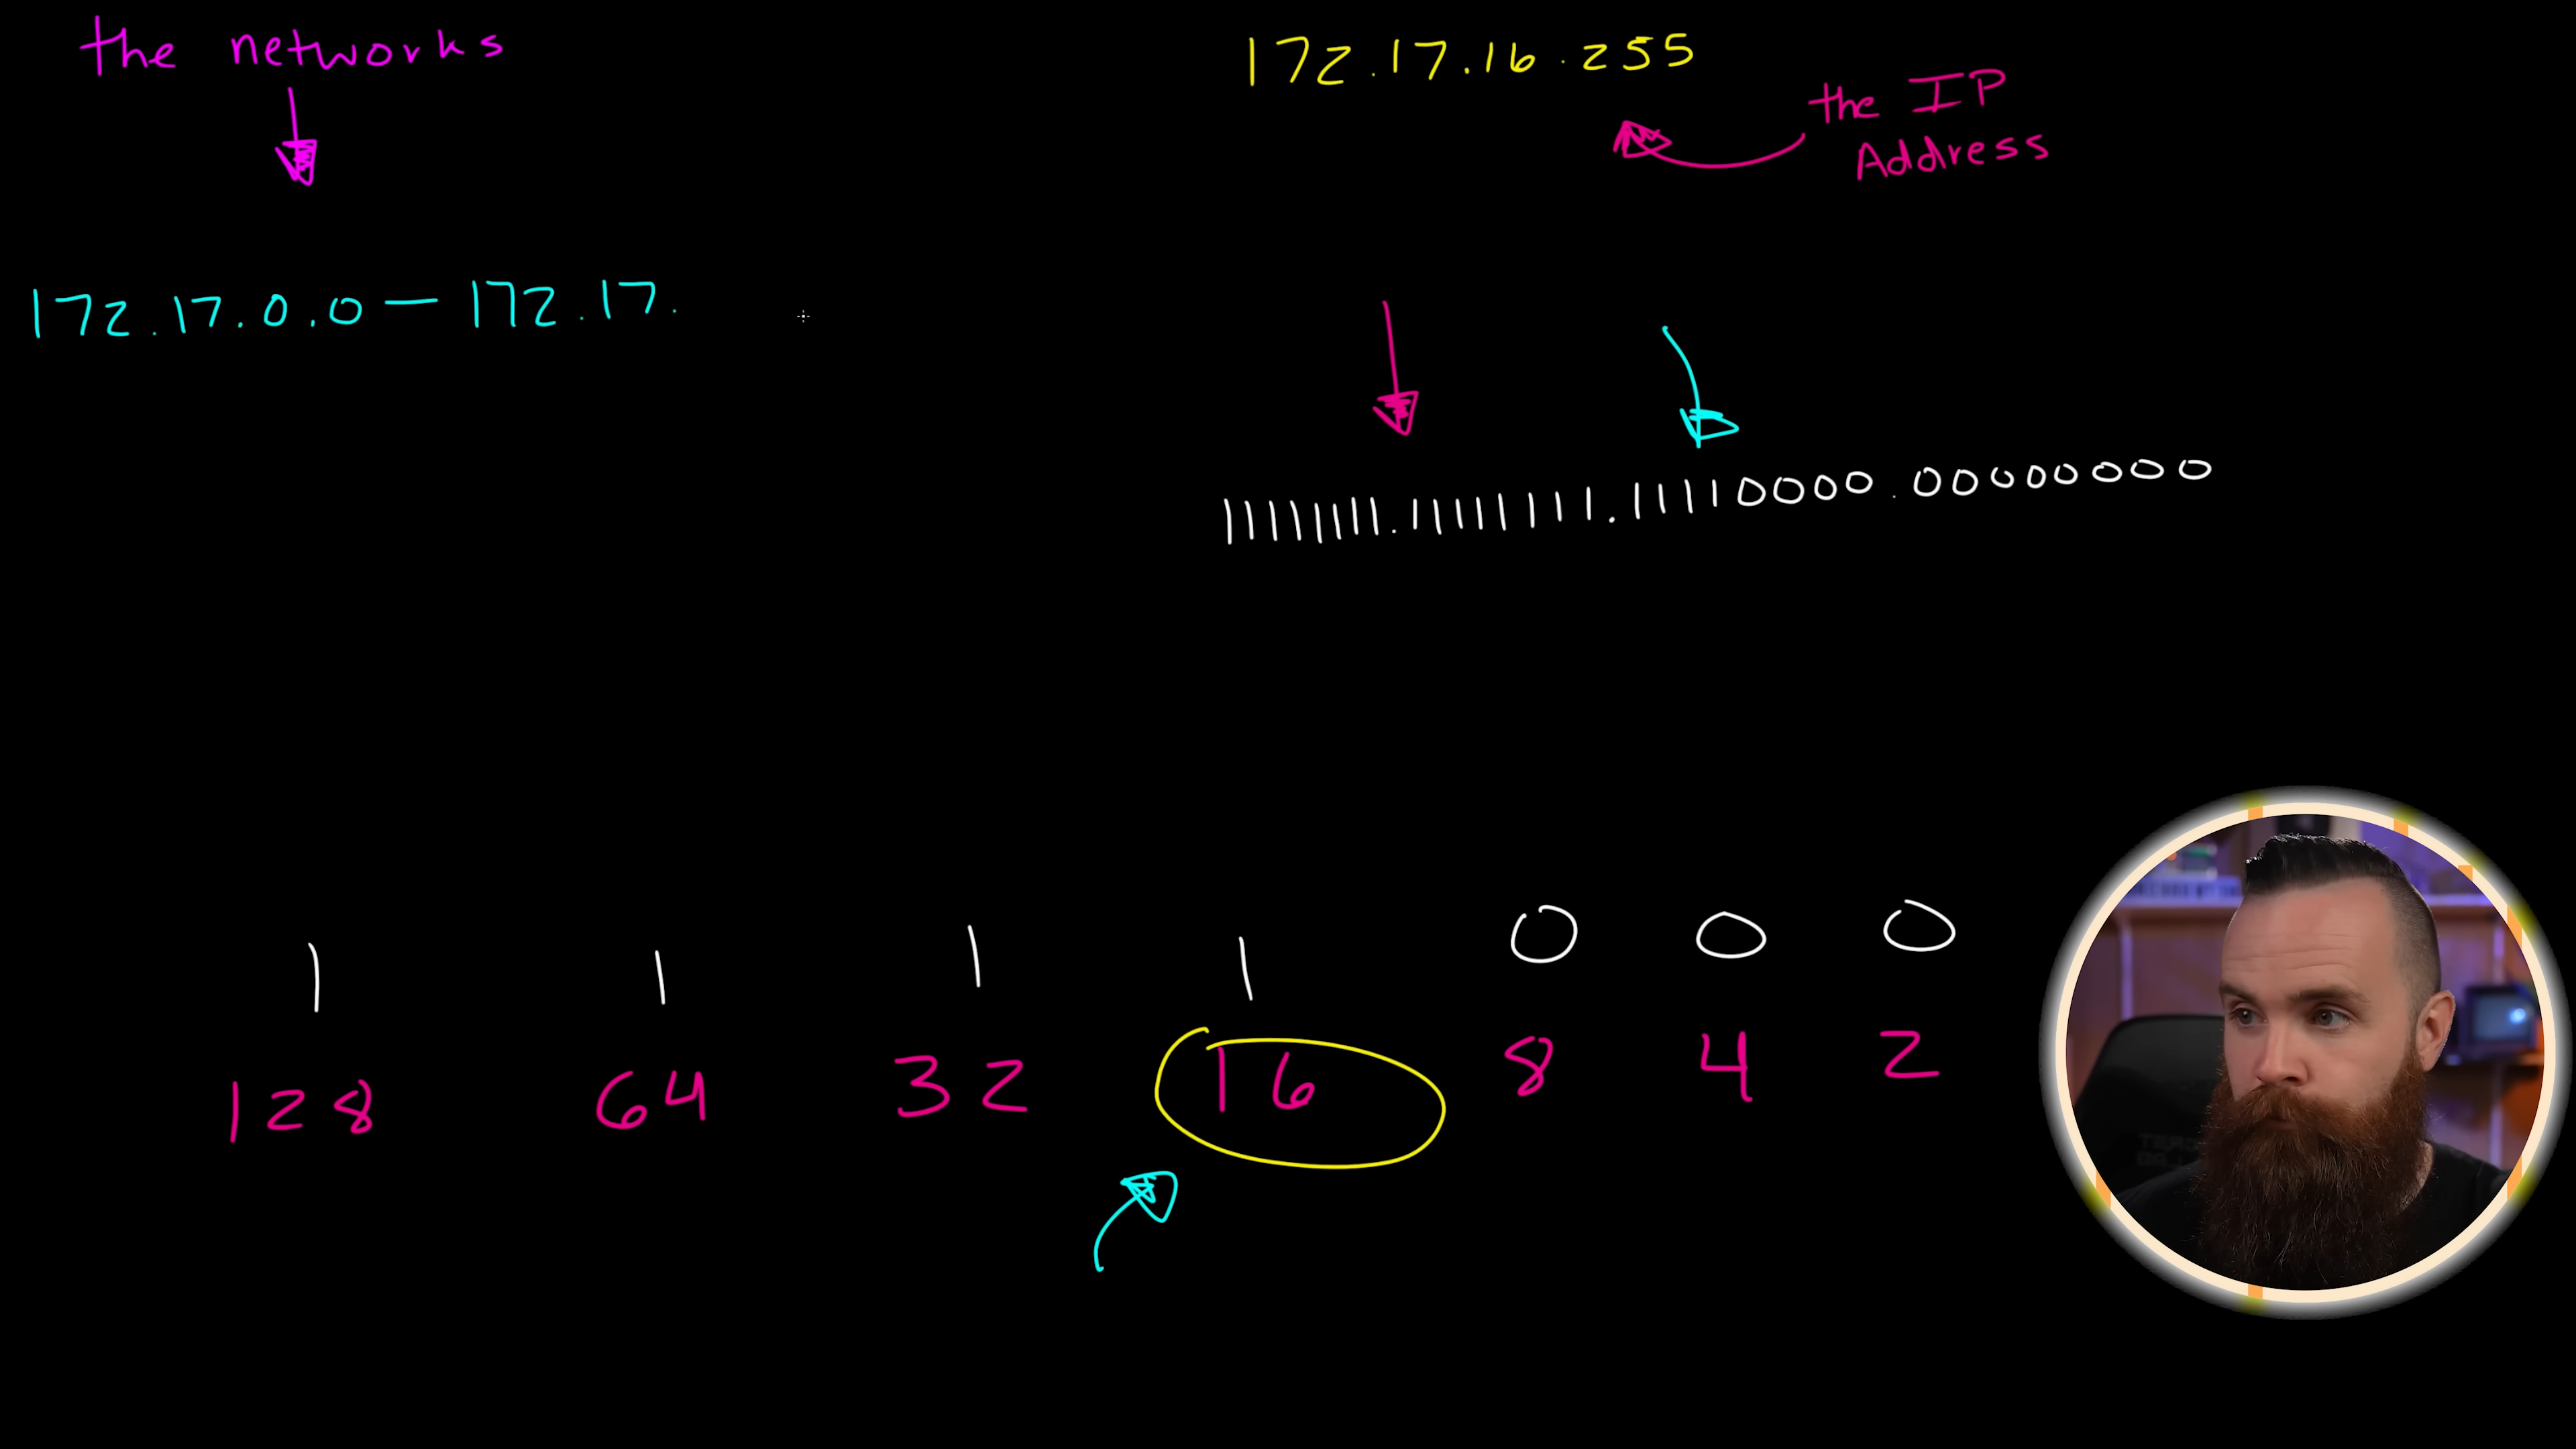 the networks
172.17.16.255
the IP
Address
172.17.0.0 — 172.17.
11111111.11111111.11110000.00000000
1 1 1 1 0 0 0
128 64 32 16 8 4 2